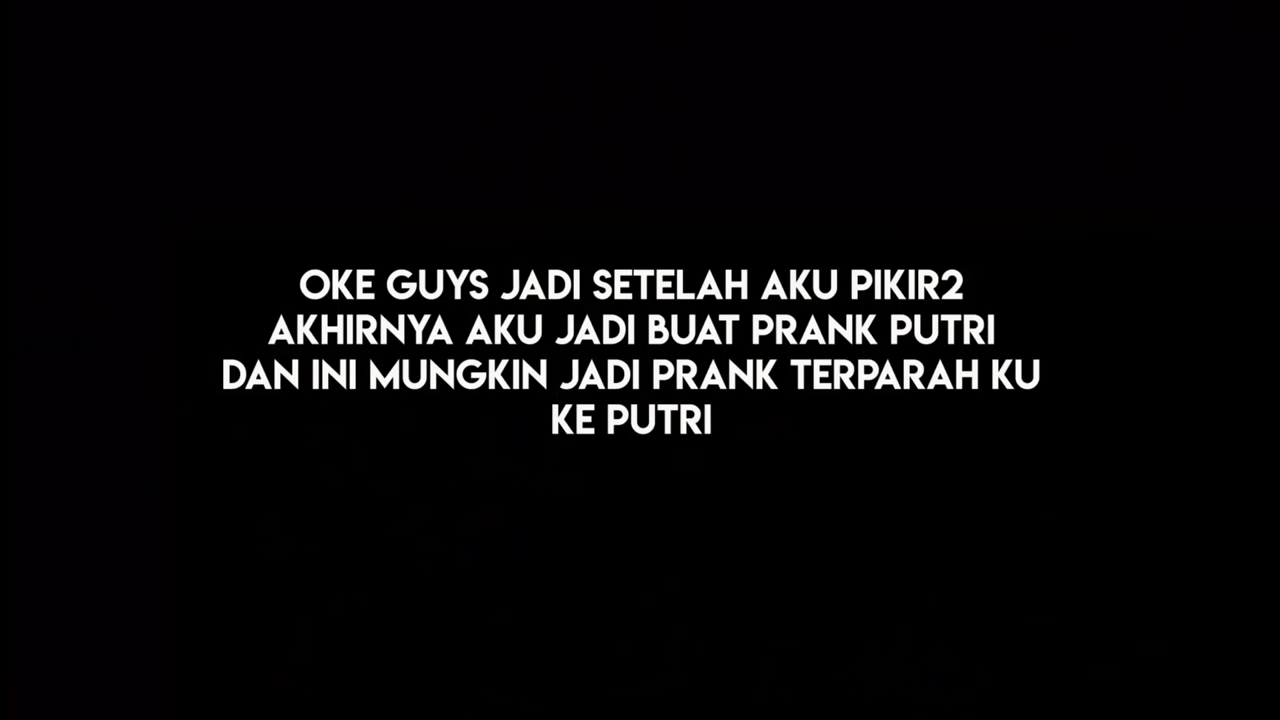 OKE GUYS JADI SETELAH AKU PIKIR2
AKHIRNYA AKU JADI BUAT PRANK PUTRI
DAN INI MUNGKIN JADI PRANK TERPARAH KU
KE PUTRI